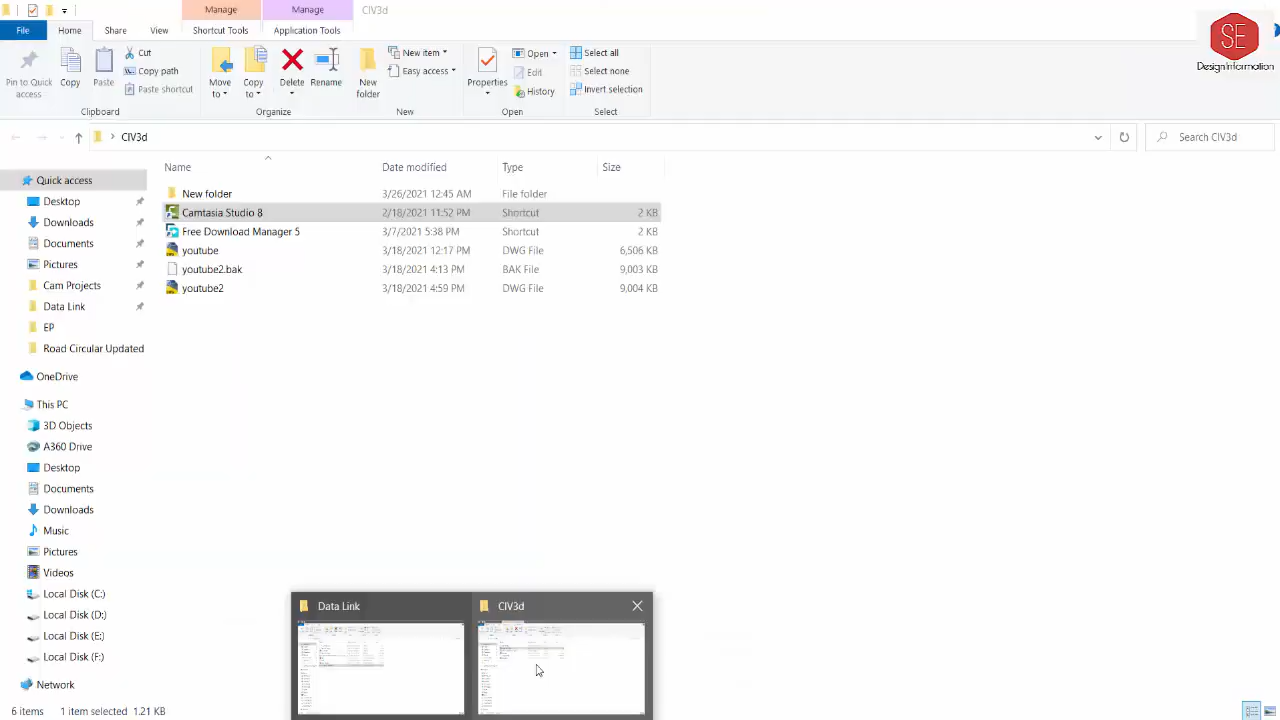 Manage Manage CIV3d
File Home Share View Shortcut Tools Application Tools
SE
DesignInformation
Pin to Quick access
Copy
Paste
Cut
Copy path
Paste shortcut
Clipboard
Move to
Copy to
Delete
Rename
Organize
New folder
New item
Easy access
New
Properties
Open
Edit
History
Open
Select all
Select none
Invert selection
Select
CIV3d
Search CIV3d
Name Date modified Type Size
New folder 3/26/2021 12:45 AM File folder
Camtasia Studio 8 2/18/2021 11:52 PM Shortcut 2 KB
Free Download Manager 5 3/7/2021 5:38 PM Shortcut 2 KB
youtube 3/18/2021 12:17 PM DWG File 6,506 KB
youtube2.bak 3/18/2021 4:13 PM BAK File 9,003 KB
youtube2 3/18/2021 4:59 PM DWG File 9,004 KB
Quick access
Desktop
Downloads
Documents
Pictures
Cam Projects
Data Link
EP
Road Circular Updated
OneDrive
This PC
3D Objects
A360 Drive
Desktop
Documents
Downloads
Music
Pictures
Videos
Local Disk (C:)
Local Disk (D:)
Local Disk (E:)
Local Disk
Network
Data Link
CIV3d
6 items 1 item selected 1.21 KB